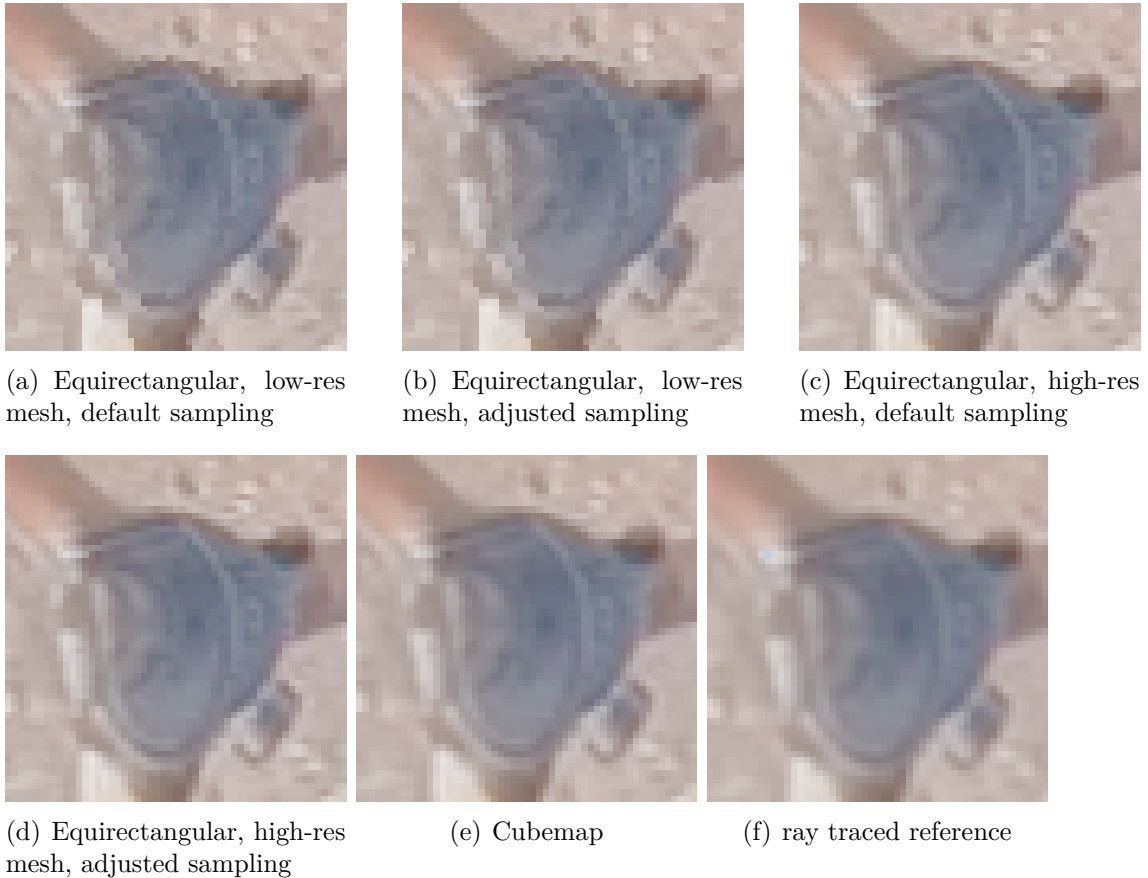 (a) Equirectangular, low-res
mesh, default sampling
(b) Equirectangular, low-res
mesh, adjusted sampling
(c) Equirectangular, high-res
mesh, default sampling
(d) Equirectangular, high-res
mesh, adjusted sampling
(e) Cubemap
(f) ray traced reference